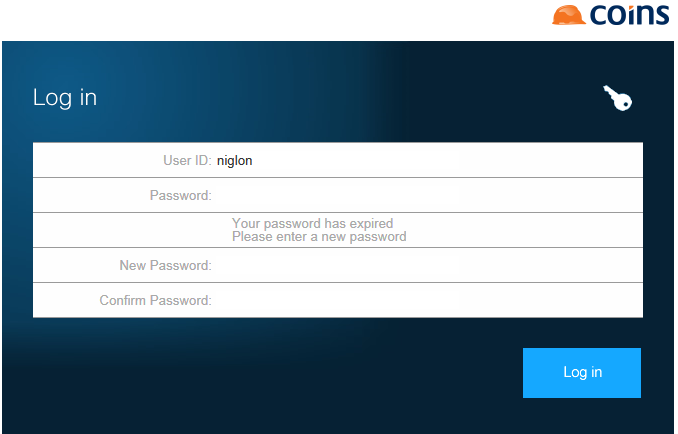 coins
Log in
User ID: niglon
Password:
Your password has expired
Please enter a new password
New Password:
Confirm Password:
Log in